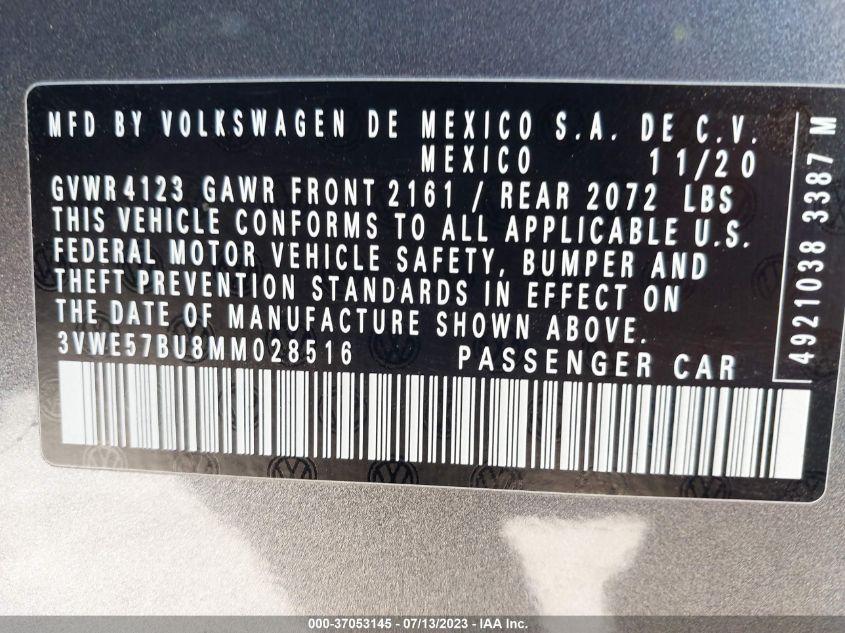 MFD BY VOLKSWAGEN DE MEXICO S.A. DE C.V.
MEXICO 11/20
GVWR 4123 GAWR FRONT 2161 / REAR 2072 LBS
THIS VEHICLE CONFORMS TO ALL APPLICABLE U.S.
FEDERAL MOTOR VEHICLE SAFETY, BUMPER AND
THEFT PREVENTION STANDARDS IN EFFECT ON
THE DATE OF MANUFACTURE SHOWN ABOVE.
3VWE57BU8MM028516 PASSENGER CAR
4921038 3387 M
000-37053145 - 07/13/2023 - IAA Inc.